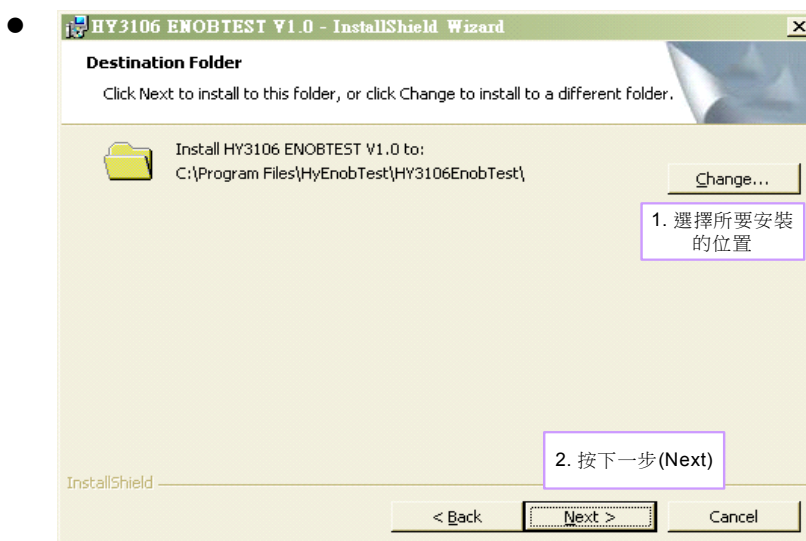 HY3106 ENOBTEST V1.0 - InstallShield Wizard
Destination Folder
Click Next to install to this folder, or click Change to install to a different folder.
Install HY3106 ENOBTEST V1.0 to:
C:\Program Files\HyEnobTest\HY3106EnobTest\
Change...
1. 選擇所要安裝
的位置
2. 按下一步(Next)
InstallShield
< Back
Next >
Cancel